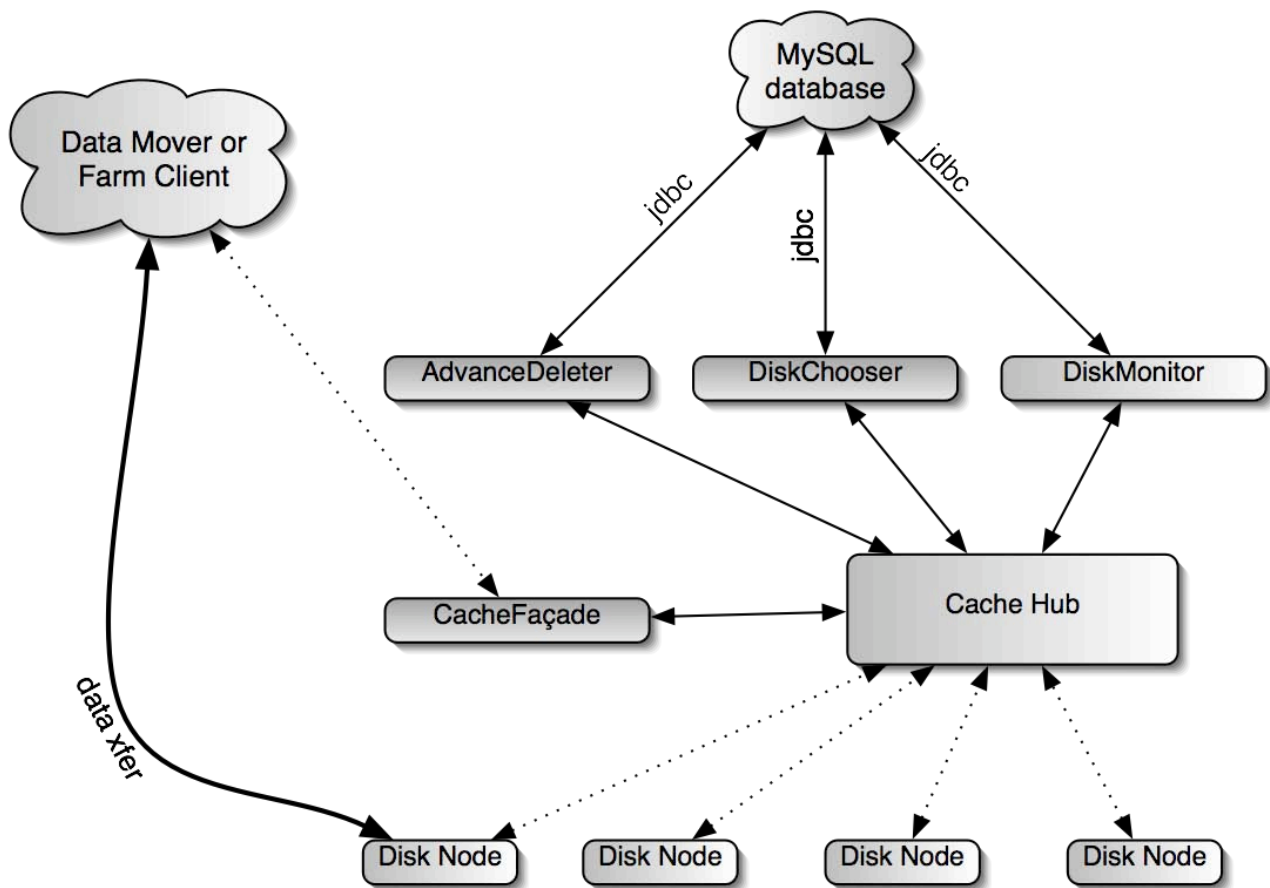 MySQL
database
Data Mover or
Farm Client
jdbc
jdbc
jdbc
AdvanceDeleter
DiskChooser
DiskMonitor
CacheFaçade
Cache Hub
data xfer
Disk Node
Disk Node
Disk Node
Disk Node